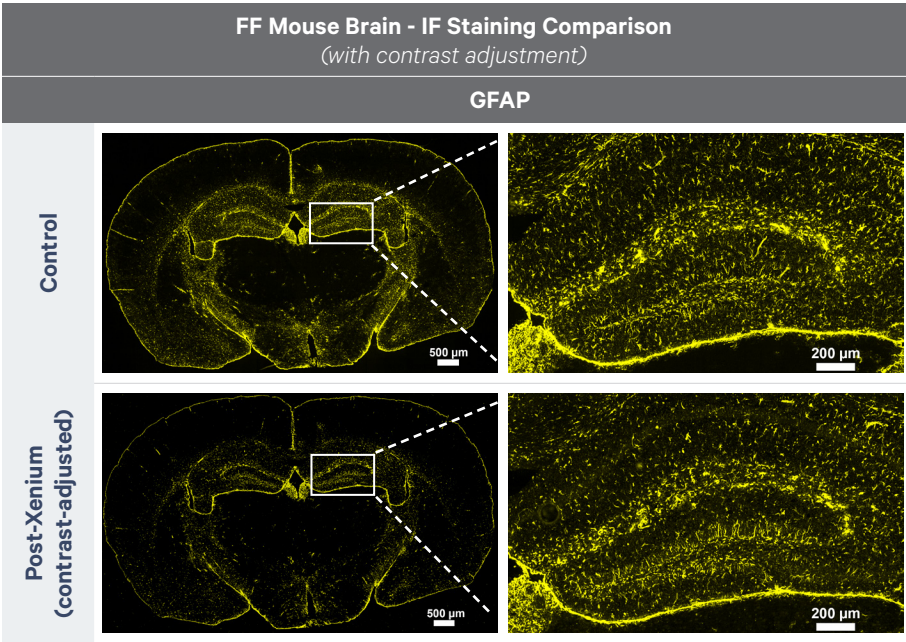 FF Mouse Brain - IF Staining Comparison
(with contrast adjustment)
GFAP
Control
500 µm
200 µm
Post-Xenium
(contrast-adjusted)
500 µm
200 µm